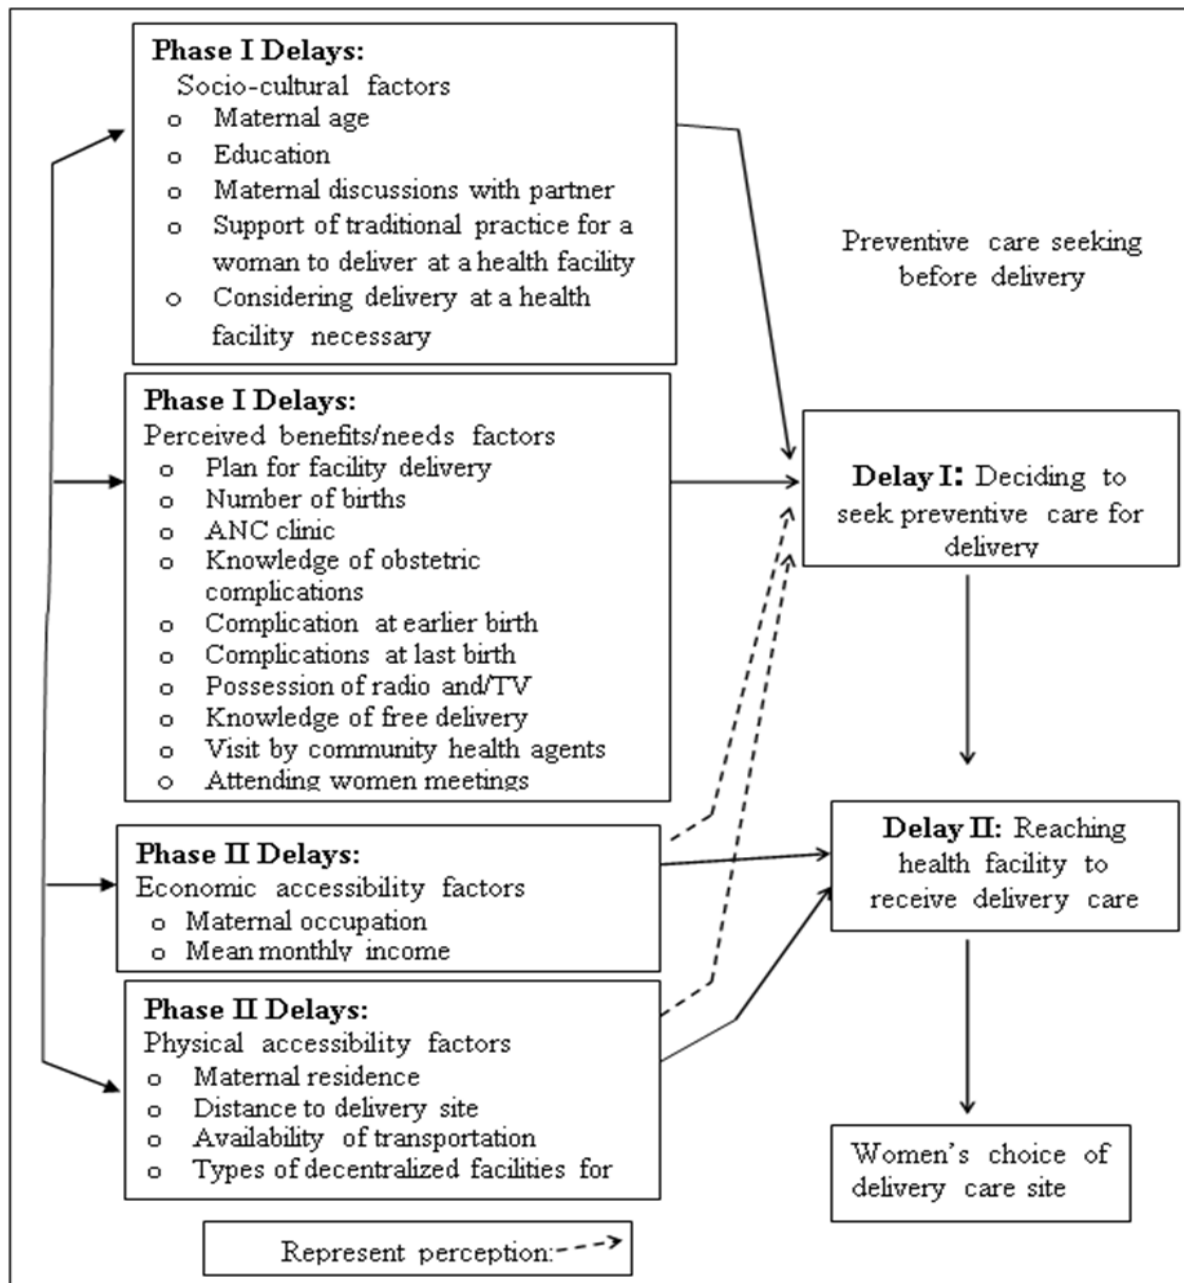 Phase I Delays:
Socio-cultural factors
o Maternal age
o Education
o Maternal discussions with partner
o Support of traditional practice for a
woman to deliver at a health facility
o Considering delivery at a health
facility necessary
Preventive care seeking
before delivery
Phase I Delays:
Perceived benefits/needs factors
o Plan for facility delivery
o Number of births
o ANC clinic
o Knowledge of obstetric
complications
o Complication at earlier birth
o Complications at last birth
o Possession of radio and/TV
o Knowledge of free delivery
o Visit by community health agents
o Attending women meetings
Delay I: Deciding to
seek preventive care for
delivery
Phase II Delays:
Economic accessibility factors
o Maternal occupation
o Mean monthly income
Delay II: Reaching
health facility to
receive delivery care
Phase II Delays:
Physical accessibility factors
o Maternal residence
o Distance to delivery site
o Availability of transportation
o Types of decentralized facilities for
Women's choice of
delivery care site
Represent perception: